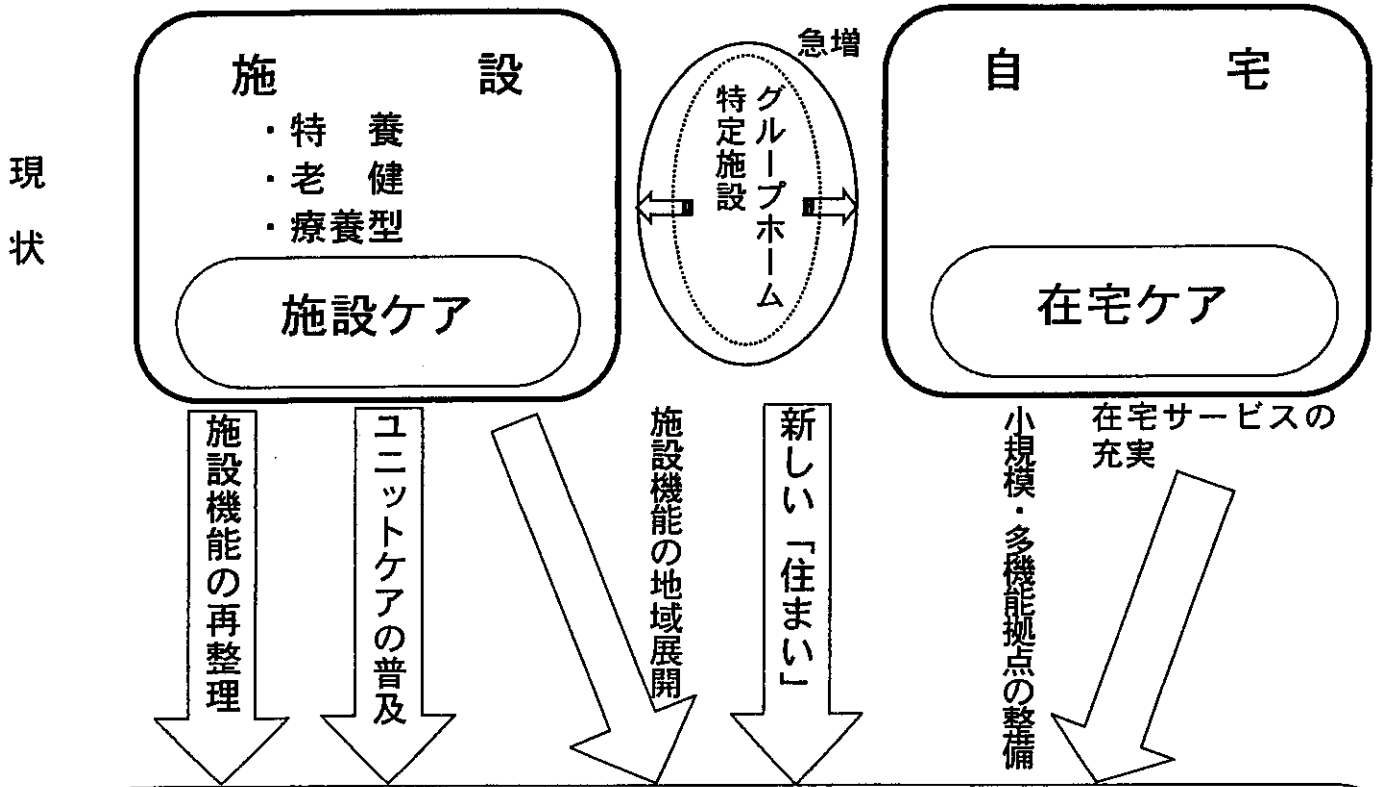 現状
施　設
・特　養
・老　健
・療養型
施設ケア
急増
グループホーム
特定施設
自　宅
在宅ケア
施設機能の再整理
ユニットケアの普及
施設機能の地域展開
新しい「住まい」
小規模・多機能拠点の整備
在宅サービスの
充実